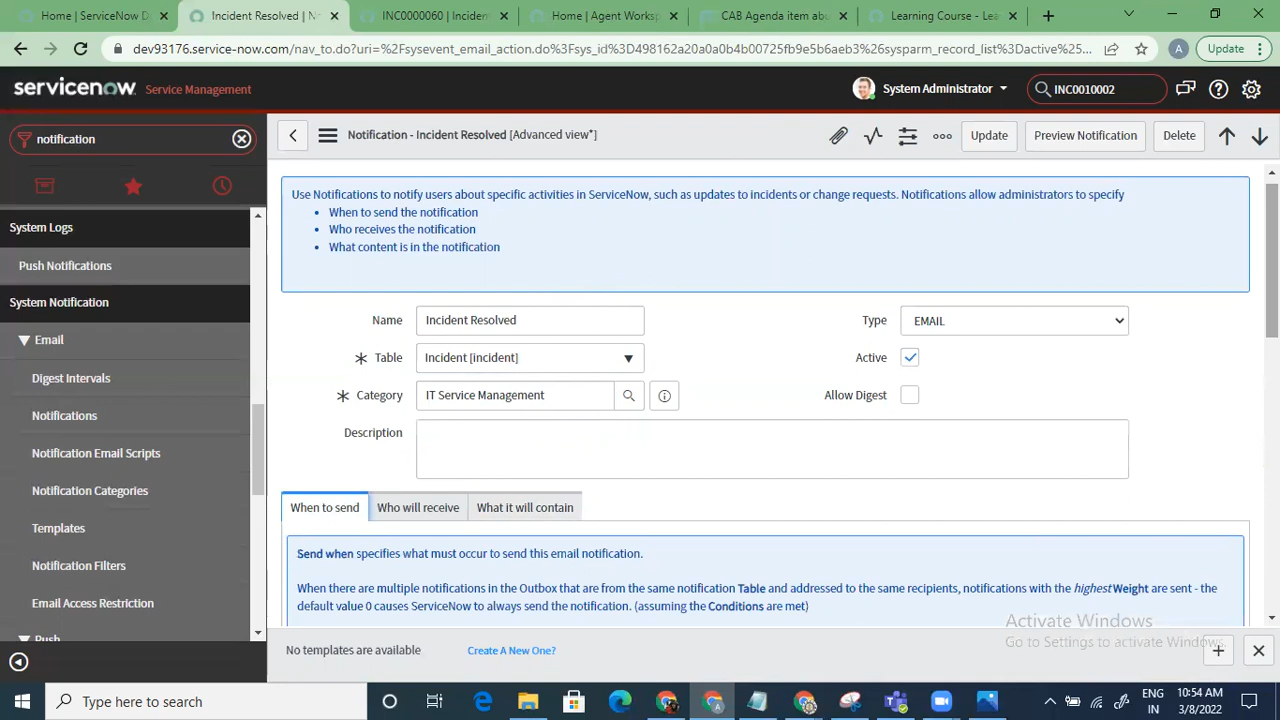 Home | ServiceNow D
Incident Resolved | N
INC0000060 | Incident
Home | Agent Worksp
CAB Agenda item abu
Learning Course - Lea
dev93176.service-now.com/nav_to.do?uri=%2Fsysevent_email_action.do%3Fsys_id%3D498162a20a0a0b4b00725fb9e5b6aeb3%26sysparm_record_list%3Dactive%25...
A
Update
servicenow Service Management
System Administrator
INC0010002
notification
Notification - Incident Resolved [Advanced view*]
Update
Preview Notification
Delete
System Logs
Push Notifications
System Notification
Email
Digest Intervals
Notifications
Notification Email Scripts
Notification Categories
Templates
Notification Filters
Email Access Restriction
Push
Use Notifications to notify users about specific activities in ServiceNow, such as updates to incidents or change requests. Notifications allow administrators to specify
• When to send the notification
• Who receives the notification
• What content is in the notification
Name Incident Resolved
Type EMAIL
Table Incident [incident]
Active
Category IT Service Management
Allow Digest
Description
When to send
Who will receive
What it will contain
Send when specifies what must occur to send this email notification.
When there are multiple notifications in the Outbox that are from the same notification Table and addressed to the same recipients, notifications with the highest Weight are sent - the
default value 0 causes ServiceNow to always send the notification. (assuming the Conditions are met)
Activate Windows
Go to Settings to activate Windows.
No templates are available
Create A New One?
Type here to search
ENG
IN
10:54 AM
3/8/2022